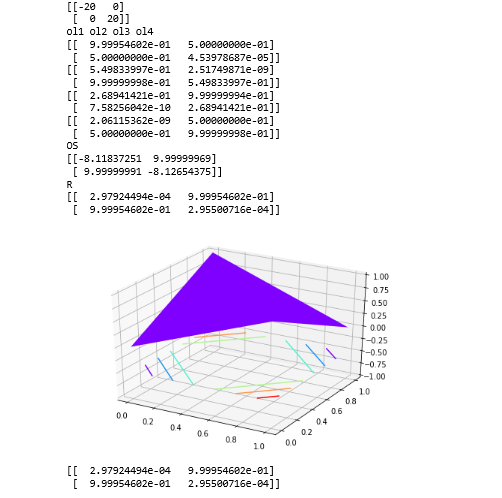 [[-20   0]
 [  0  20]]
ol1 ol2 ol3 ol4
[[  9.99954602e-01   5.00000000e-01]
 [  5.00000000e-01   4.53978687e-05]
[[  5.49833997e-01   2.51749871e-09]
 [  9.99999998e-01   5.49833997e-01]]
[[  2.68941421e-01   9.99999994e-01]
 [  7.58256042e-10   2.68941421e-01]
[[  2.06115362e-09   5.00000000e-01]
 [  5.00000000e-01   9.99999998e-01]]
OS
[[-8.11837251  9.99999969]
 [ 9.99999991 -8.12654375]]
R
[[  2.97924494e-04   9.99954602e-01]
 [  9.99954602e-01   2.95500716e-04]]
1.00
0.75
0.50
0.25
0.00
−0.25
−0.50
−0.75
−1.00
0.0
0.2
0.4
0.6
0.8
1.0
0.0
0.2
0.4
0.6
0.8
1.0
[[  2.97924494e-04   9.99954602e-01]
 [  9.99954602e-01   2.95500716e-04]]